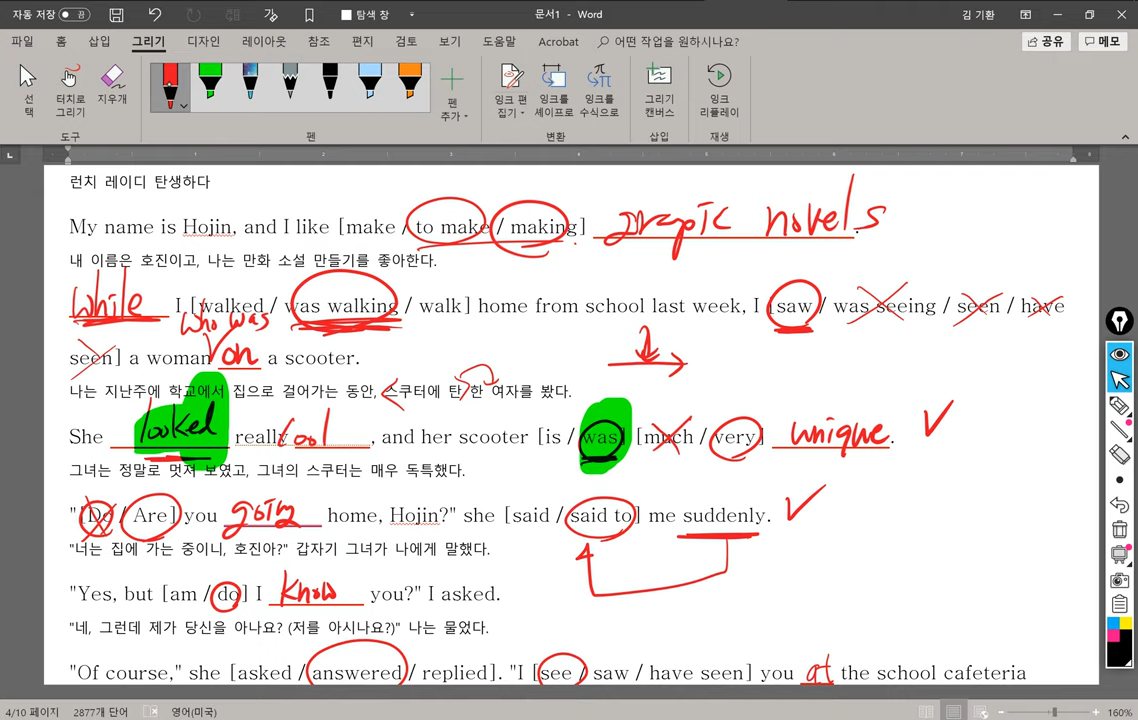 자동 저장 끔 탐색 창 문서1 - Word 김 기환
파일 홈 삽입 그리기 디자인 레이아웃 참조 편지 검토 보기 도움말 Acrobat 어떤 작업을 원하시나요? 공유 메모
선택 터치로 그리기 지우개 펜 추가 잉크 편집기 잉크를 셰이프로 잉크를 수식으로 그리기 캔버스 잉크 리플레이
도구 펜 변환 삽입 재생
런치 레이디 탄생하다
My name is Hojin, and I like [make / to make / making] grapic novels.
내 이름은 호진이고, 나는 만화 소설 만들기를 좋아한다.
While I [walked / was walking / walk] home from school last week, I [saw / was seeing / seen / have
who was
seen] a woman on a scooter.
나는 지난주에 학교에서 집으로 걸어가는 동안, 스쿠터에 탄 한 여자를 봤다.
She looked really cool, and her scooter [is / was] [much / very] unique.
그녀는 정말로 멋져 보였고, 그녀의 스쿠터는 매우 독특했다.
"[Do / Are] you going home, Hojin?" she [said / said to] me suddenly.
"너는 집에 가는 중이니, 호진아?" 갑자기 그녀가 나에게 말했다.
"Yes, but [am / do] I know you?" I asked.
"네, 그런데 제가 당신을 아나요? (저를 아시나요?)" 나는 물었다.
"Of course," she [asked / answered / replied]. "I [see / saw / have seen] you at the school cafeteria
4/10 페이지 2877개 단어 영어(미국) 160%